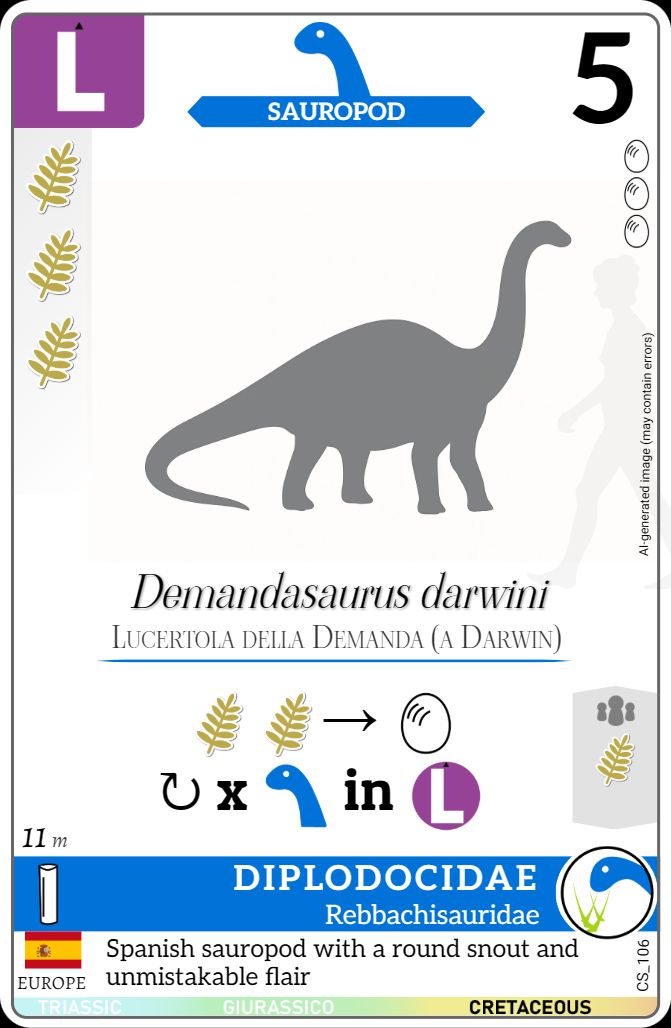 L
SAUROPOD
5
AI-generated image (may contain errors)
Demandasaurus darwini
Lucertola della Demanda (a Darwin)
→
↻ x in L
11 m
DIPLODOCIDAE
Rebbachisauridae
Spanish sauropod with a round snout and
unmistakable flair
EUROPE
CS_106
TRIASSIC GIURASSICO CRETACEOUS